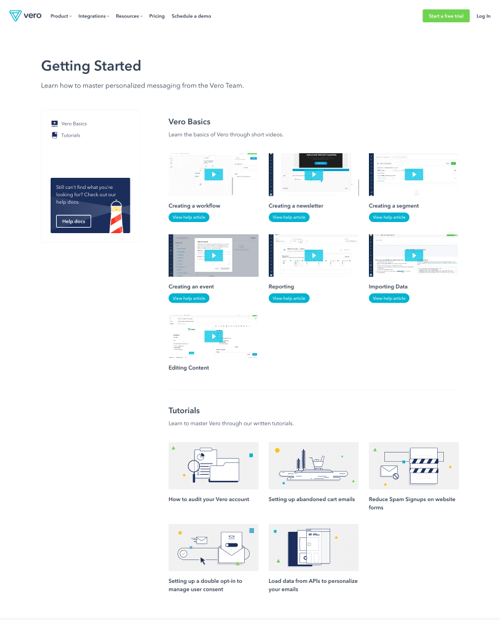 vero Product Integrations Resources Pricing Schedule a demo Start a free trial Log In
Getting Started
Learn how to master personalized messaging from the Vero Team.
Vero Basics
Tutorials
Still can't find what you're
looking for? Check out our
help docs.
Help docs
Vero Basics
Learn the basics of Vero through short videos.
Creating a workflow
View help article
Creating a newsletter
View help article
Creating a segment
View help article
Creating an event
View help article
Reporting
View help article
Importing Data
View help article
Editing Content
Tutorials
Learn to master Vero through our written tutorials.
How to audit your Vero account
Setting up abandoned cart emails
Reduce Spam Signups on website
forms
Setting up a double opt-in to
manage user consent
Load data from APIs to personalize
your emails